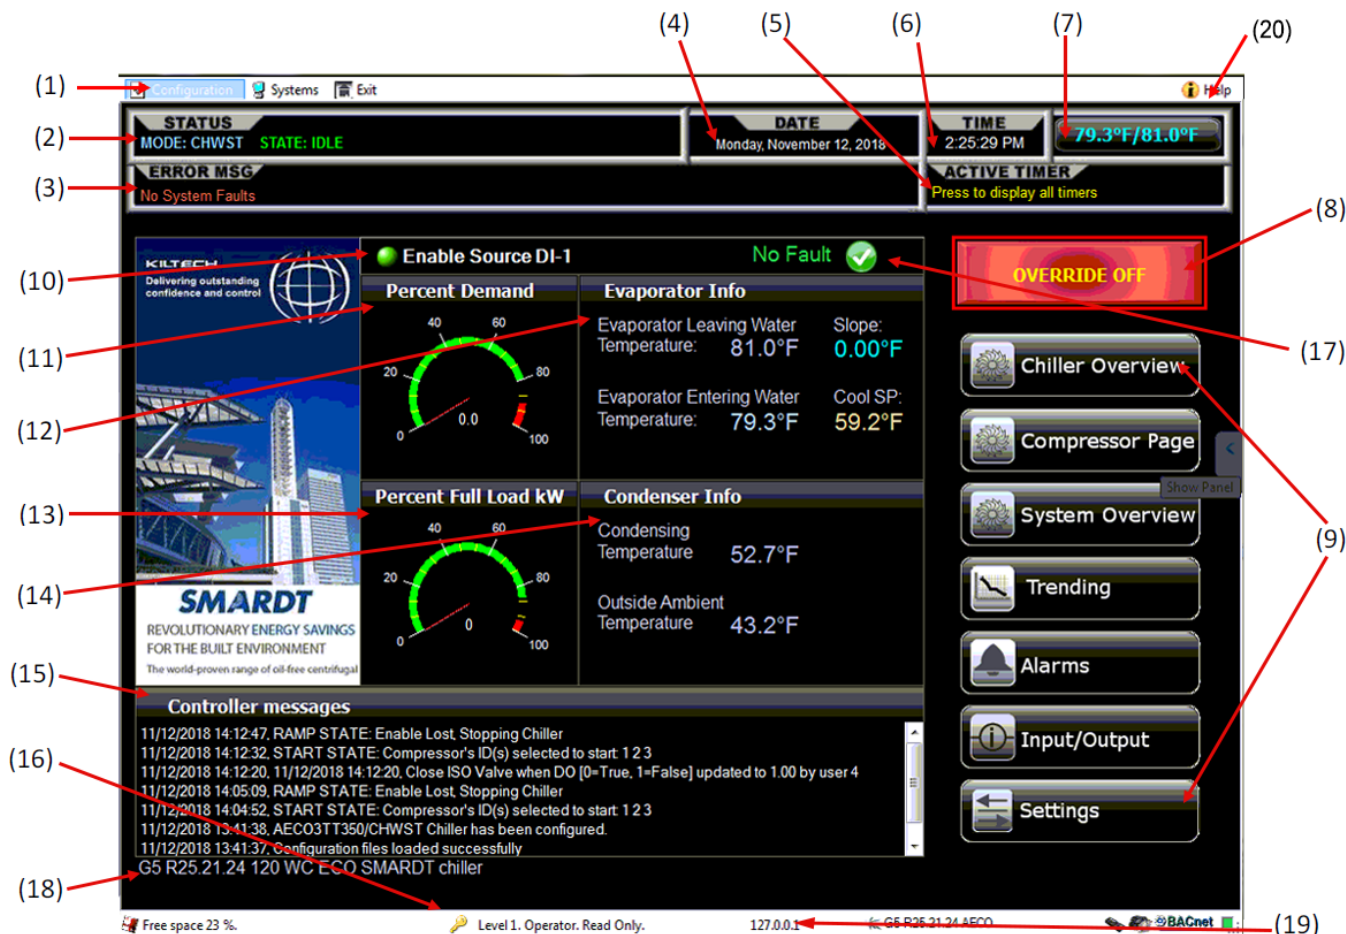 (4)
(5)
(6)
(7)
(20)
(1)
Configuration
Systems
Exit
Help
(2)
STATUS
MODE: CHWST STATE: IDLE
DATE
Monday, November 12, 2018
TIME
2:25:29 PM
79.3°F/81.0°F
(3)
ERROR MSG
No System Faults
ACTIVE TIMER
Press to display all timers
(8)
(10)
KILTECH
Delivering outstanding
confidence and control
Enable Source DI-1
No Fault
OVERRIDE OFF
(11)
Percent Demand
0
20
40
60
80
100
0.0
(12)
Evaporator Info
Evaporator Leaving Water
Temperature: 81.0°F
Slope:
0.00°F
Evaporator Entering Water
Temperature: 79.3°F
Cool SP:
59.2°F
(17)
Chiller Overview
Compressor Page
<
Show Panel
System Overview
(9)
Trending
Alarms
Input/Output
Settings
(13)
Percent Full Load kW
0
20
40
60
80
100
0
(14)
Condenser Info
Condensing
Temperature 52.7°F
Outside Ambient
Temperature 43.2°F
SMARDT
REVOLUTIONARY ENERGY SAVINGS
FOR THE BUILT ENVIRONMENT
The world-proven range of oil-free centrifugal
(15)
Controller messages
11/12/2018 14:12:47, RAMP STATE: Enable Lost, Stopping Chiller
11/12/2018 14:12:32, START STATE: Compressor's ID(s) selected to start: 1 2 3
11/12/2018 14:12:20, 11/12/2018 14:12:20, Close ISO Valve when DO [0=True, 1=False] updated to 1.00 by user 4
11/12/2018 14:05:09, RAMP STATE: Enable Lost, Stopping Chiller
11/12/2018 14:04:52, START STATE: Compressor's ID(s) selected to start: 1 2 3
11/12/2018 13:41:38, AECO3TT350/CHWST Chiller has been configured.
11/12/2018 13:41:37, Configuration files loaded successfully
(16)
(18)
G5 R25.21.24 120 WC ECO SMARDT chiller
Free space 23 %.
Level 1. Operator. Read Only.
127.0.0.1
G5 R25.21.24 AECO
BACnet
(19)